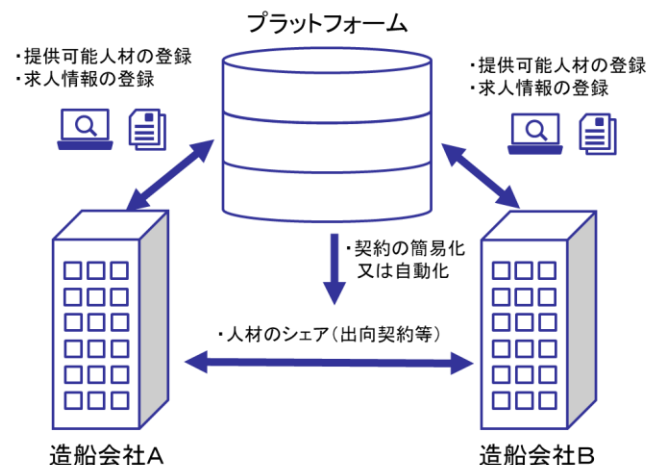 プラットフォーム
・提供可能人材の登録
・求人情報の登録
・提供可能人材の登録
・求人情報の登録
・契約の簡易化
又は自動化
・人材のシェア（出向契約等）
造船会社A
造船会社B